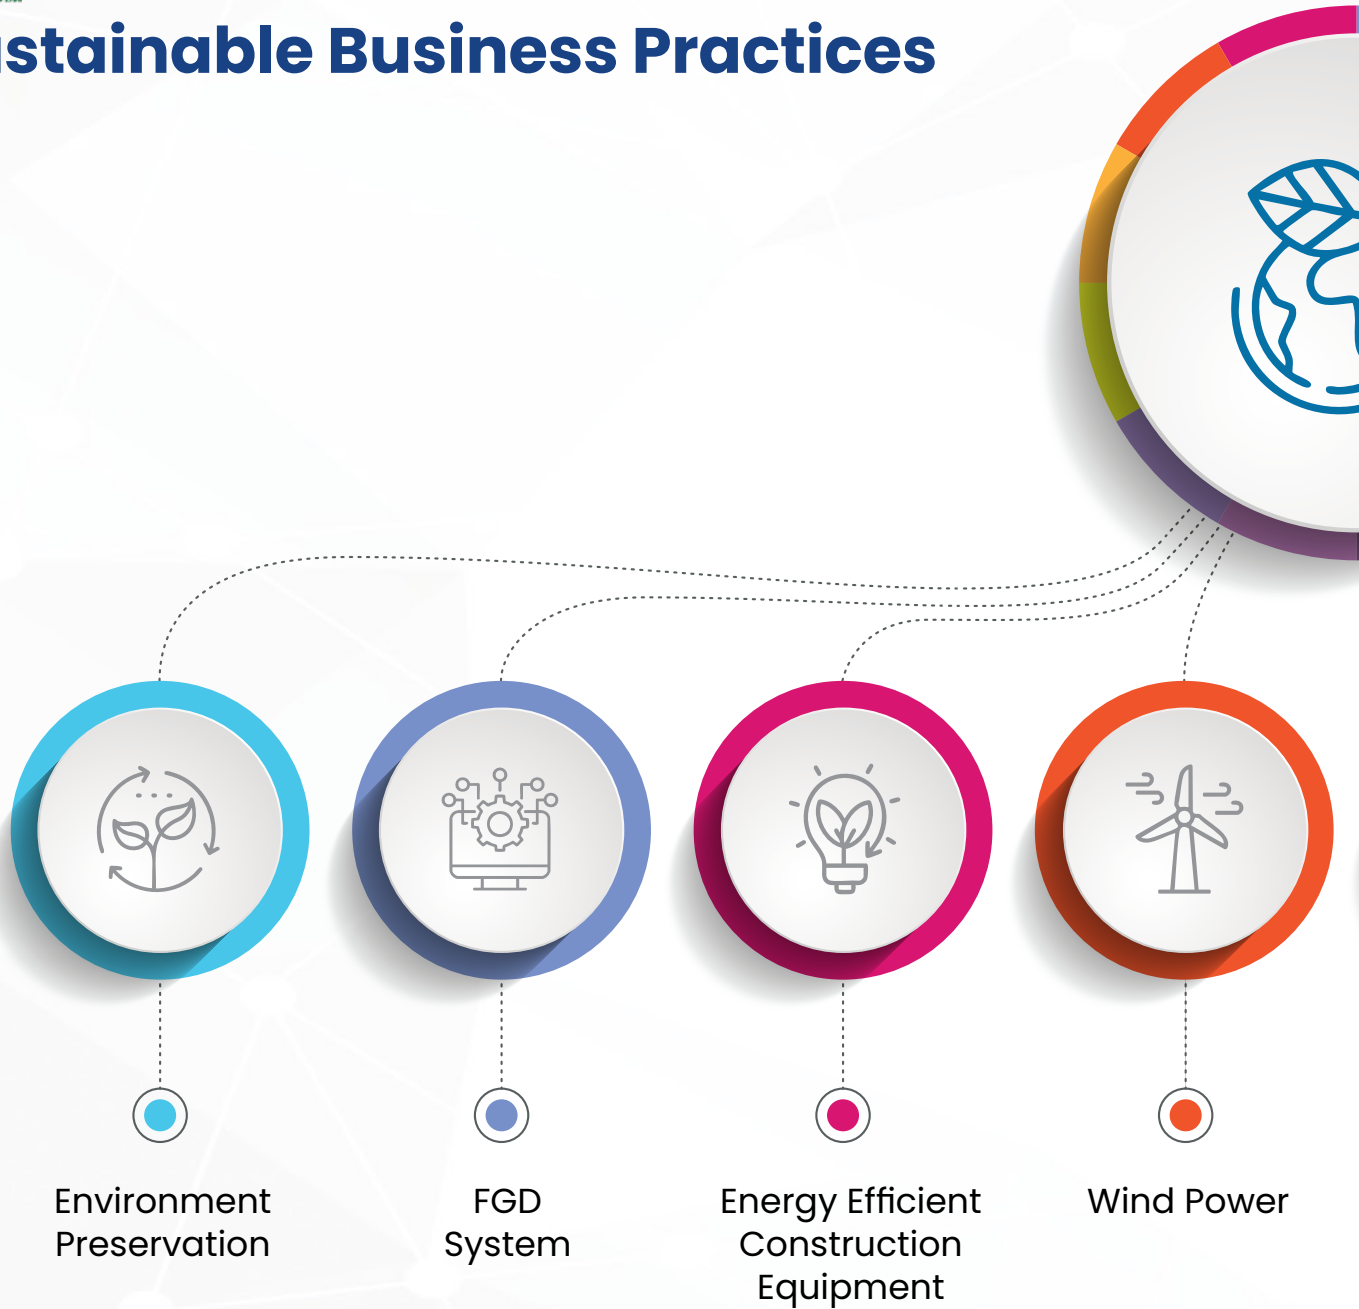 stainable Business Practices
Environment
Preservation
FGD
System
Energy Efficient
Construction
Equipment
Wind Power